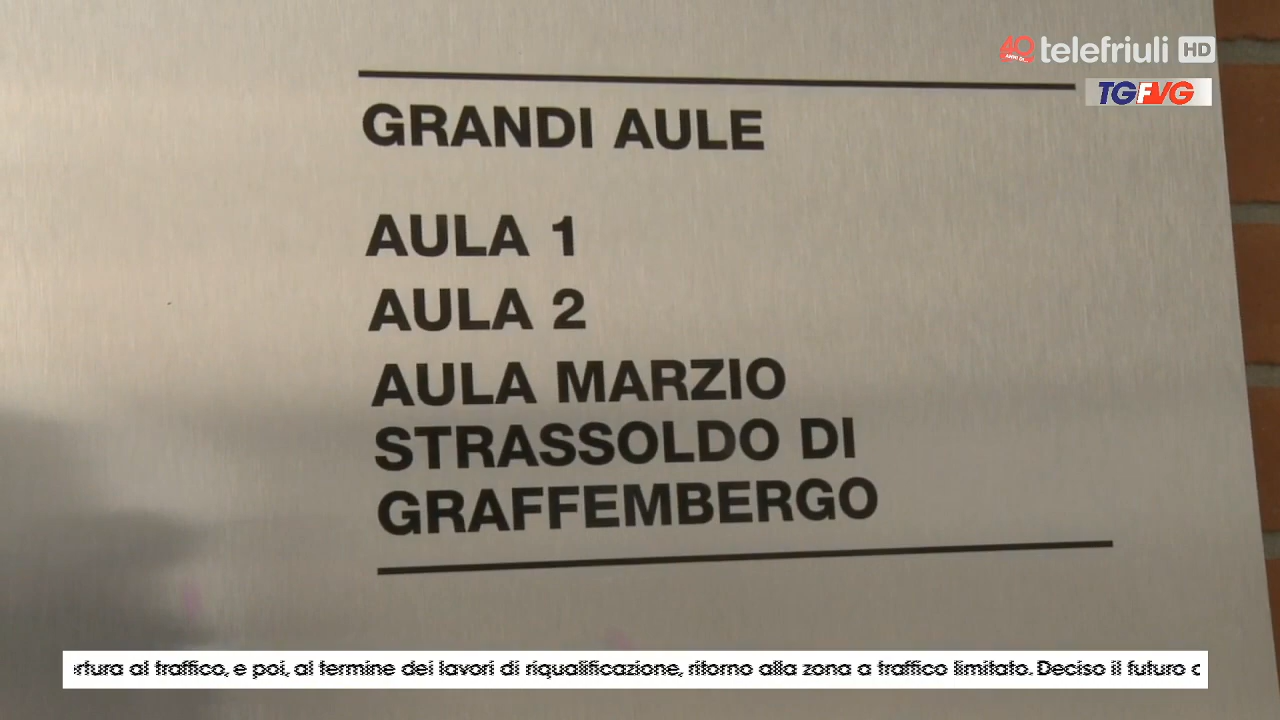 40 telefriuli HD
TGFVG
GRANDI AULE
AULA 1
AULA 2
AULA MARZIO
STRASSOLDO DI
GRAFFEMBERGO
al traffico, e poi, al termine dei lavori di riqualificazione, ritorno alla zona a traffico limitato. Deciso il futuro